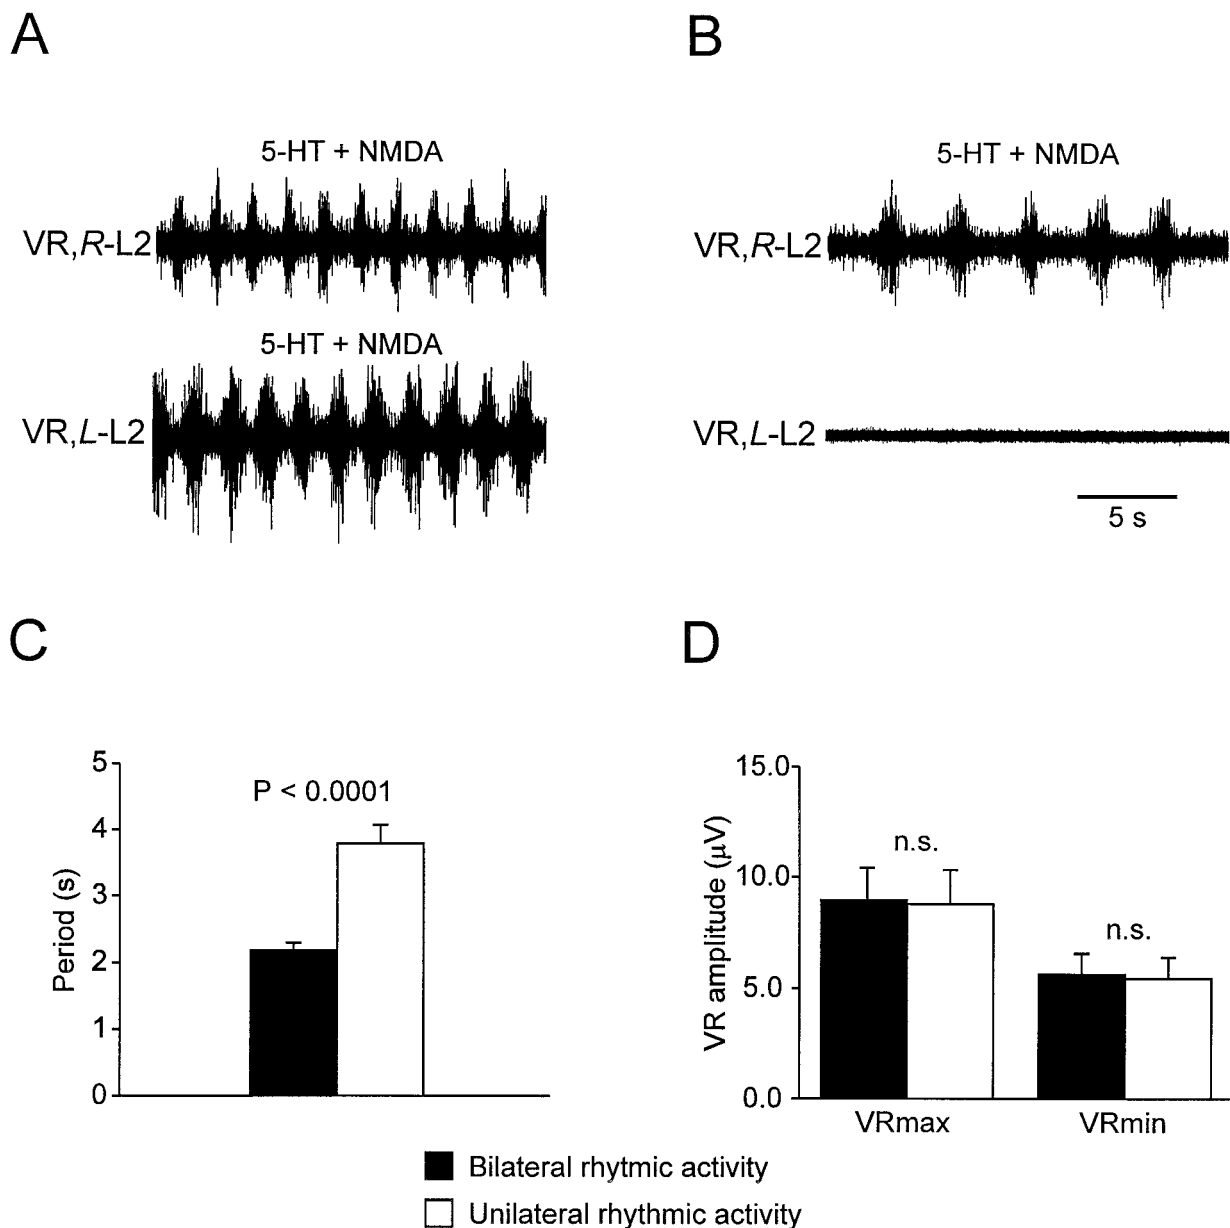 A
B
5-HT + NMDA
VR,R-L2
5-HT + NMDA
VR,L-L2
5-HT + NMDA
VR,R-L2
VR,L-L2
5 s
C
D
5
4
3
2
1
0
Period (s)
P < 0.0001
15.0
10.0
5.0
0.0
VR amplitude (µV)
n.s.
n.s.
VRmax
VRmin
Bilateral rhytmic activity
Unilateral rhythmic activity